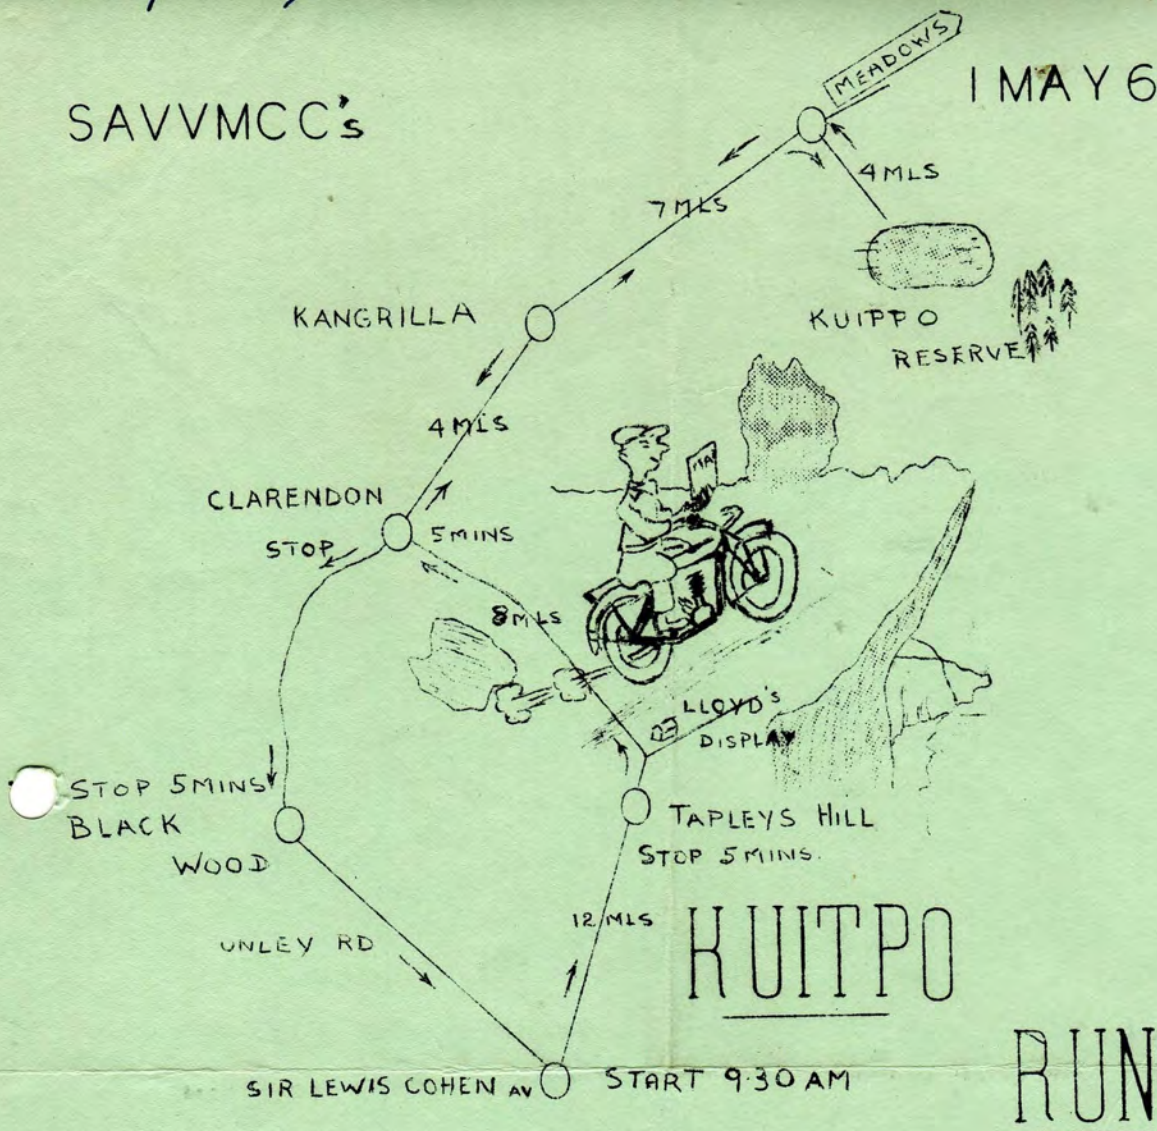 SAVVMCC's
1 MAY 6
MEADOWS
4 MLS
7 MLS
KANGRILLA
KUIPPO
RESERVE
4 MLS
MAP
CLARENDON
STOP
5 MINS
8 MLS
LLOYD'S
DISPLAY
STOP 5 MINS
BLACK
WOOD
TAPLEYS HILL
STOP 5 MINS.
12 MLS
UNLEY RD
KUITPO
RUN
SIR LEWIS COHEN AV
START 9.30 AM